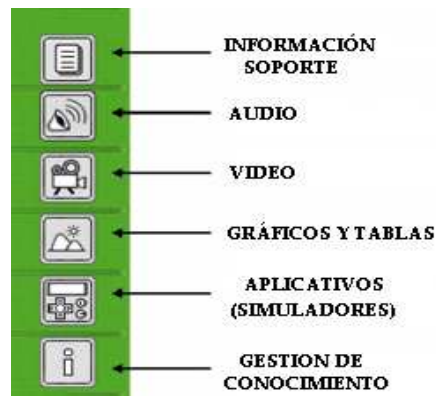 INFORMACIÓN
SOPORTE
AUDIO
VIDEO
GRÁFICOS Y TABLAS
APLICATIVOS
(SIMULADORES)
GESTION DE
CONOCIMIENTO